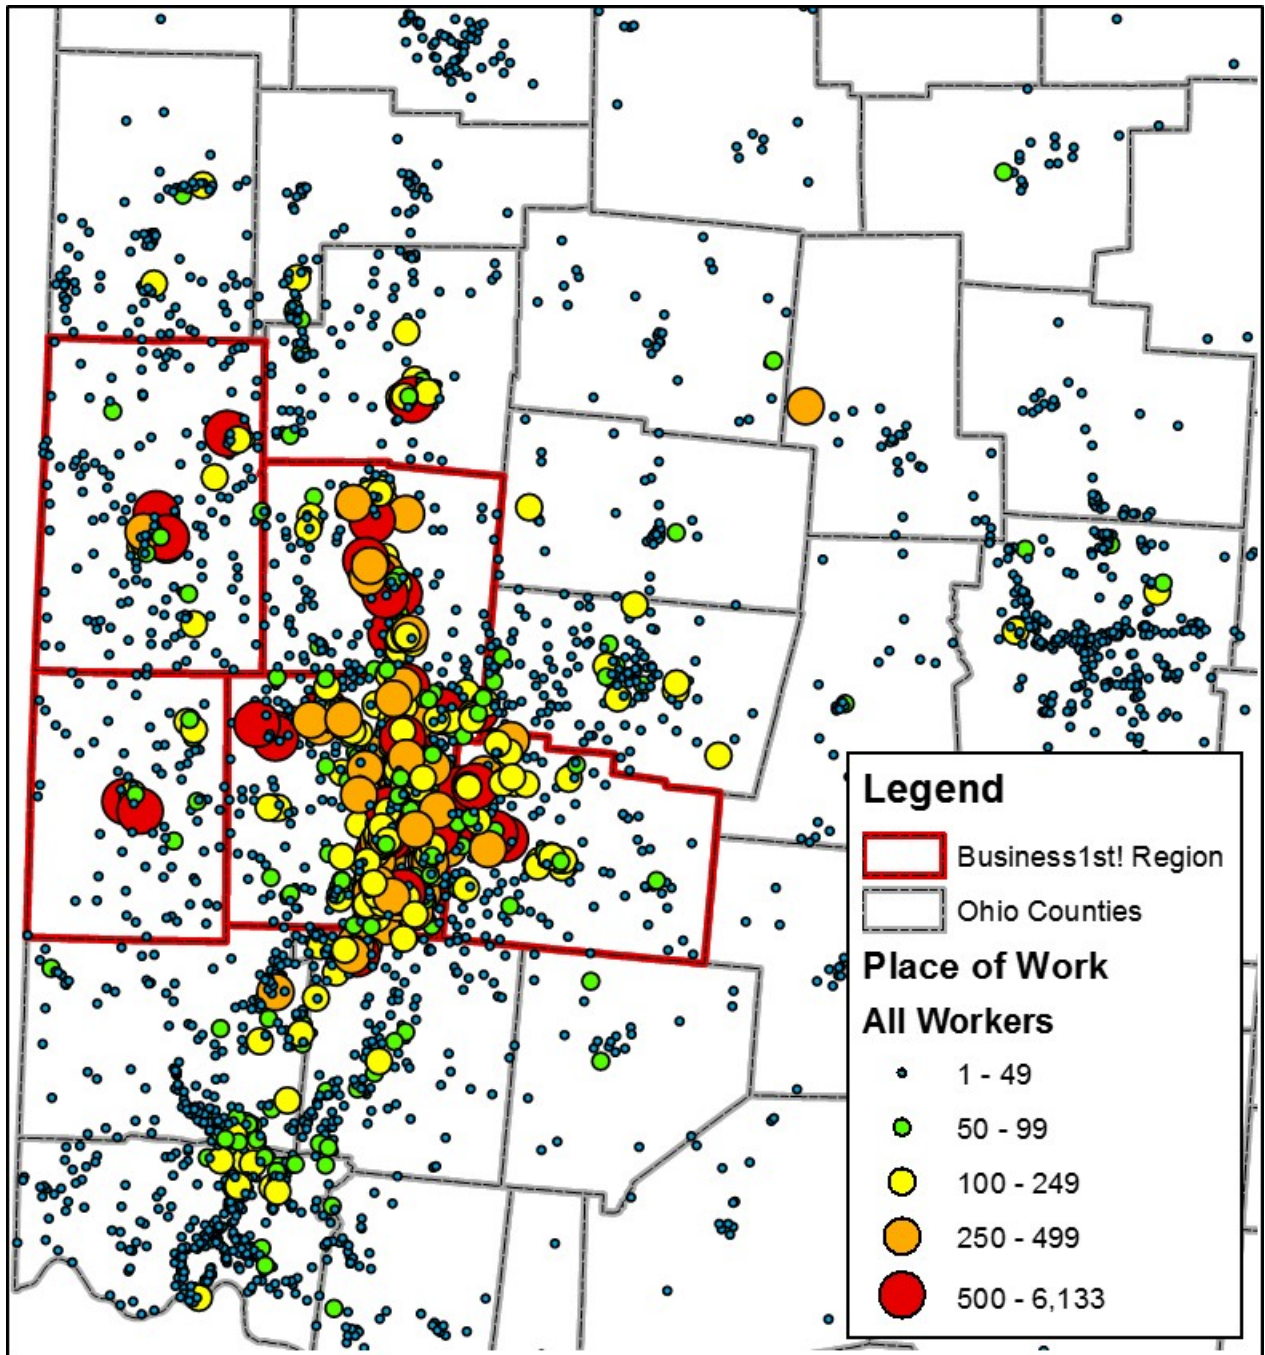 Legend
Business1st! Region
Ohio Counties
Place of Work
All Workers
1 - 49
50 - 99
100 - 249
250 - 499
500 - 6,133